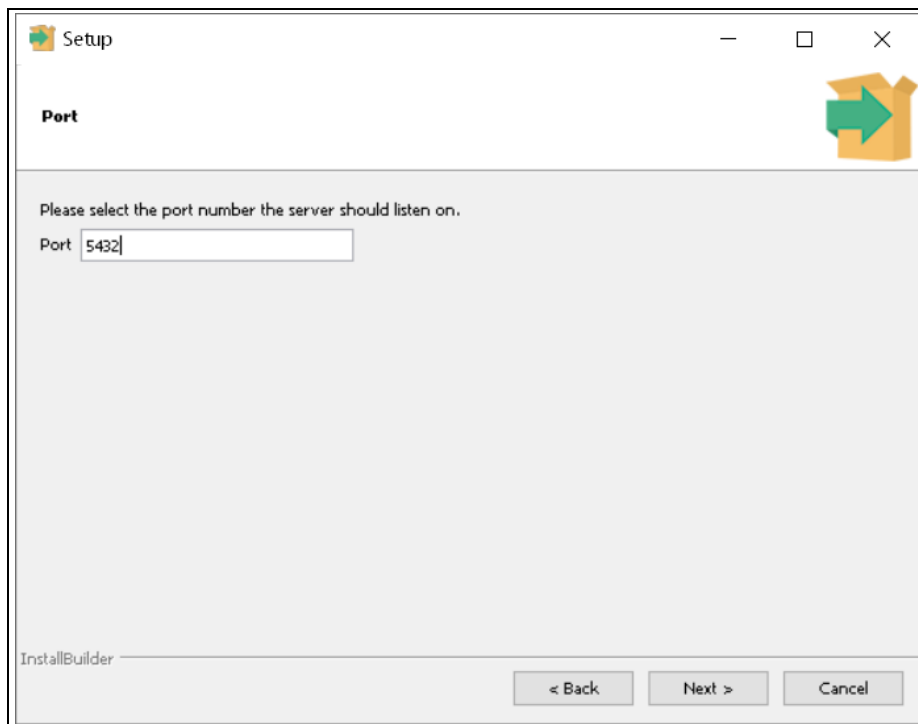 Setup
Port
Please select the port number the server should listen on.
Port 5432
InstallBuilder
< Back Next > Cancel